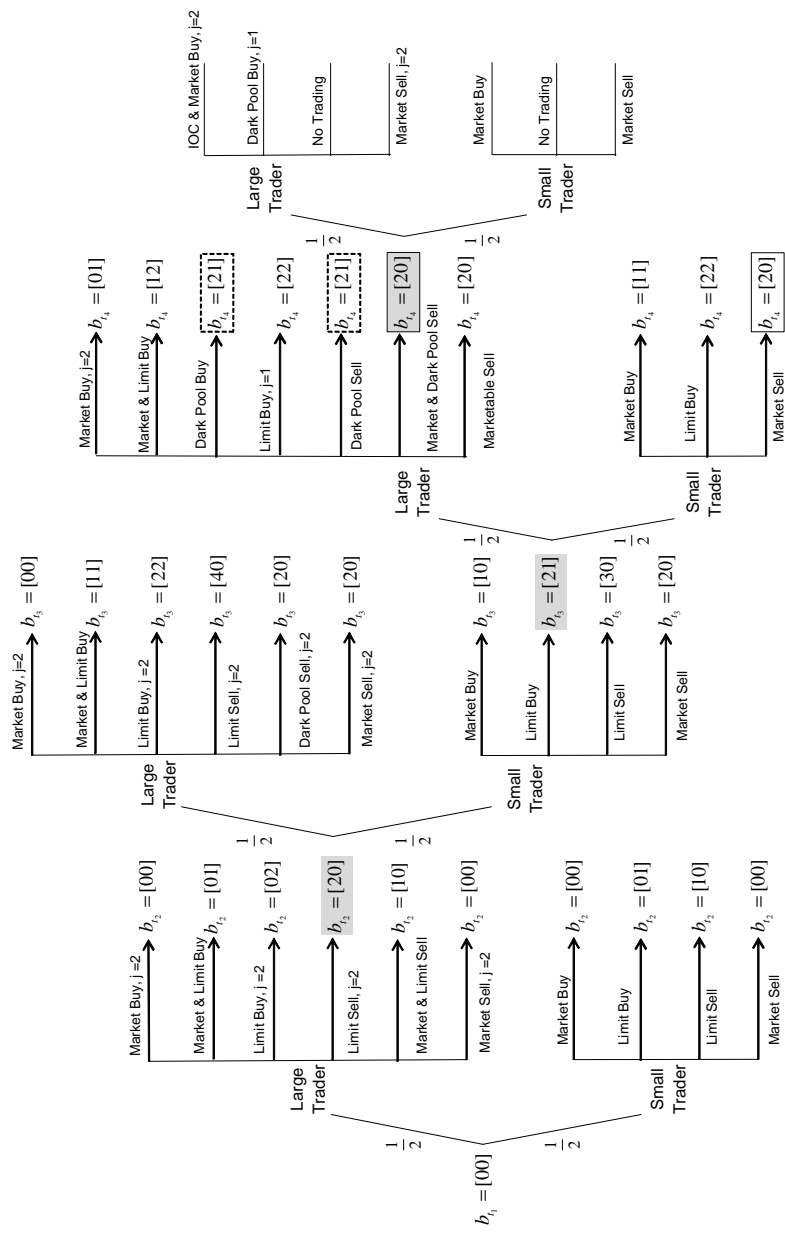 b_{t_1} = [00]
1/2
1/2
Large
Trader
Market Buy, j =2
b_{t_2} = [00]
Market & Limit Buy
b_{t_2} = [01]
Limit Buy, j =2
b_{t_2} = [02]
Limit Sell, j=2
b_{t_2} = [20]
Market & Limit Sell
b_{t_2} = [10]
Market Sell, j =2
b_{t_2} = [00]
Small
Trader
Market Buy
b_{t_2} = [00]
Limit Buy
b_{t_2} = [01]
Limit Sell
b_{t_2} = [10]
Market Sell
b_{t_2} = [00]
1/2
1/2
Large
Trader
Market Buy, j=2
b_{t_3} = [00]
Market & Limit Buy
b_{t_3} = [11]
Limit Buy, j =2
b_{t_3} = [22]
Limit Sell, j=2
b_{t_3} = [40]
Dark Pool Sell, j=2
b_{t_3} = [20]
Market Sell, j=2
b_{t_3} = [20]
Small
Trader
Market Buy
b_{t_3} = [10]
Limit Buy
b_{t_3} = [21]
Limit Sell
b_{t_3} = [30]
Market Sell
b_{t_3} = [20]
1/2
1/2
Large
Trader
Market Buy, j=2
b_{t_4} = [01]
Market & Limit Buy
b_{t_4} = [12]
Dark Pool Buy
b_{t_4} = [21]
Limit Buy, j=1
b_{t_4} = [22]
Dark Pool Sell
b_{t_4} = [21]
Market & Dark Pool Sell
b_{t_4} = [20]
Marketable Sell
b_{t_4} = [20]
Small
Trader
Market Buy
b_{t_4} = [11]
Limit Buy
b_{t_4} = [22]
Market Sell
b_{t_4} = [20]
1/2
1/2
Large
Trader
IOC & Market Buy, j=2
Dark Pool Buy, j=1
No Trading
Market Sell, j=2
Small
Trader
Market Buy
No Trading
Market Sell